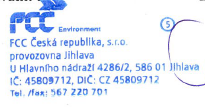 FCC Environment
5
FCC Česká republika, s.r.o.
provozovna Jihlava
U Hlavního nádraží 4286/2, 586 01 Jihlava
IČ: 45809712, DIČ: CZ 45809712
Tel. /fax: 567 220 701